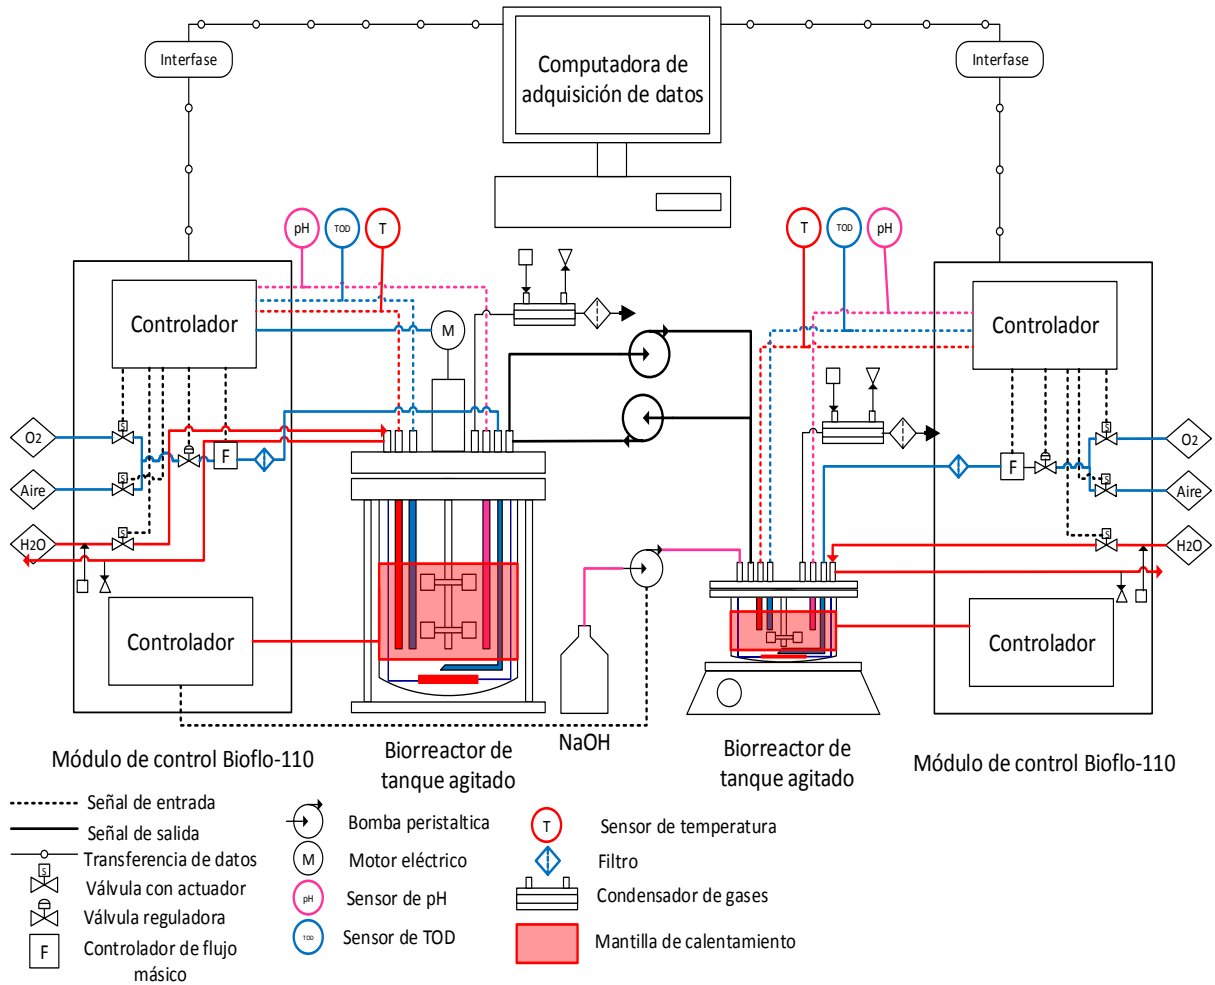 Interfase
Computadora de
adquisición de datos
Interfase
pH
TOD
T
T
TOD
pH
Controlador
M
Controlador
S
O2
F
S
Aire
S
H2O
S
O2
F
S
Aire
S
H2O
Controlador
Controlador
NaOH
Módulo de control Bioflo-110
Biorreactor de
tanque agitado
Biorreactor de
tanque agitado
Módulo de control Bioflo-110
Señal de entrada
Señal de salida
Transferencia de datos
S
Válvula con actuador
Válvula reguladora
F
Controlador de flujo
másico
Bomba peristaltica
M
Motor eléctrico
pH
Sensor de pH
TOD
Sensor de TOD
T
Sensor de temperatura
Filtro
Condensador de gases
Mantilla de calentamiento